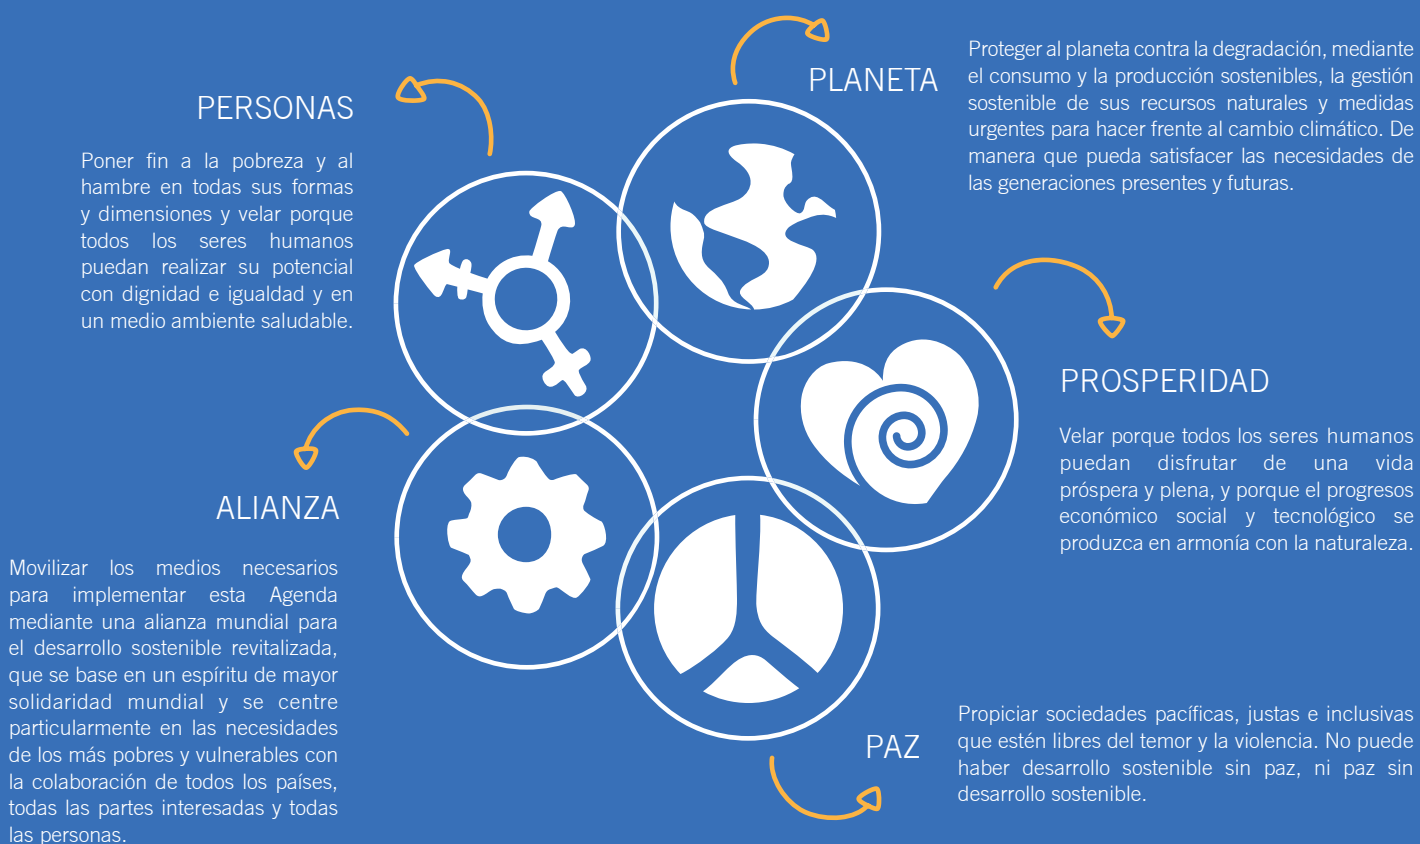 PERSONAS
Poner fin a la pobreza y al
hambre en todas sus formas
y dimensiones y velar porque
todos los seres humanos
puedan realizar su potencial
con dignidad e igualdad y en
un medio ambiente saludable.
PLANETA
Proteger al planeta contra la degradación, mediante
el consumo y la producción sostenibles, la gestión
sostenible de sus recursos naturales y medidas
urgentes para hacer frente al cambio climático. De
manera que pueda satisfacer las necesidades de
las generaciones presentes y futuras.
PROSPERIDAD
Velar porque todos los seres humanos
puedan disfrutar de una vida
próspera y plena, y porque el progresos
económico social y tecnológico se
produzca en armonía con la naturaleza.
ALIANZA
Movilizar los medios necesarios
para implementar esta Agenda
mediante una alianza mundial para
el desarrollo sostenible revitalizada,
que se base en un espíritu de mayor
solidaridad mundial y se centre
particularmente en las necesidades
de los más pobres y vulnerables con
la colaboración de todos los países,
todas las partes interesadas y todas
las personas.
PAZ
Propiciar sociedades pacíficas, justas e inclusivas
que estén libres del temor y la violencia. No puede
haber desarrollo sostenible sin paz, ni paz sin
desarrollo sostenible.